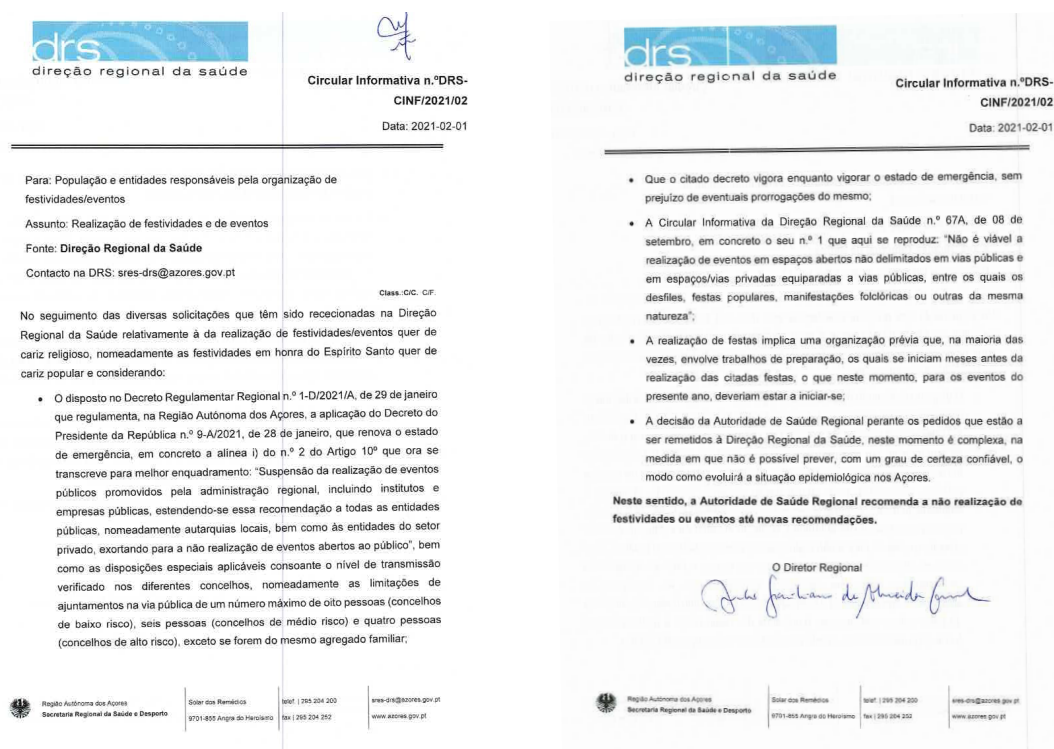 drs
direção regional da saúde
Circular Informativa n.ºDRS-
CINF/2021/02
Data: 2021-02-01
Para: População e entidades responsáveis pela organização de
festividades/eventos
Assunto: Realização de festividades e de eventos
Fonte: Direção Regional da Saúde
Contacto na DRS: sres-drs@azores.gov.pt
Class.:C/C. C/F.
No seguimento das diversas solicitações que têm sido rececionadas na Direção
Regional da Saúde relativamente à da realização de festividades/eventos quer de
cariz religioso, nomeadamente as festividades em honra do Espírito Santo quer de
cariz popular e considerando:
• O disposto no Decreto Regulamentar Regional n.º 1-D/2021/A, de 29 de janeiro
que regulamenta, na Região Autónoma dos Açores, a aplicação do Decreto do
Presidente da República n.º 9-A/2021, de 28 de janeiro, que renova o estado
de emergência, em concreto a alinea i) do n.º 2 do Artigo 10º que ora se
transcreve para melhor enquadramento: "Suspensão da realização de eventos
públicos promovidos pela administração regional, incluindo institutos e
empresas públicas, estendendo-se essa recomendação a todas as entidades
públicas, nomeadamente autarquias locais, bem como às entidades do setor
privado, exortando para a não realização de eventos abertos ao público", bem
como as disposições especiais aplicáveis consoante o nível de transmissão
verificado nos diferentes concelhos, nomeadamente as limitações de
ajuntamentos na via pública de um número máximo de oito pessoas (concelhos
de baixo risco), seis pessoas (concelhos de médio risco) e quatro pessoas
(concelhos de alto risco), exceto se forem do mesmo agregado familiar;
Região Autónoma dos Açores
Secretaria Regional da Saúde e Desporto
Solar dos Remédios
9701-855 Angra do Heroísmo
telef. | 295 204 200
fax | 295 204 252
sres-drs@azores.gov.pt
www.azores.gov.pt
drs
direção regional da saúde
Circular Informativa n.ºDRS-
CINF/2021/02
Data: 2021-02-01
• Que o citado decreto vigora enquanto vigorar o estado de emergência, sem
prejuízo de eventuais prorrogações do mesmo;
• A Circular Informativa da Direção Regional da Saúde n.º 67A, de 08 de
setembro, em concreto o seu n.º 1 que aqui se reproduz: "Não é viável a
realização de eventos em espaços abertos não delimitados em vias públicas e
em espaços/vias privadas equiparadas a vias públicas, entre os quais os
desfiles, festas populares, manifestações folclóricas ou outras da mesma
natureza";
• A realização de festas implica uma organização prévia que, na maioria das
vezes, envolve trabalhos de preparação, os quais se iniciam meses antes da
realização das citadas festas, o que neste momento, para os eventos do
presente ano, deveriam estar a iniciar-se;
• A decisão da Autoridade de Saúde Regional perante os pedidos que estão a
ser remetidos à Direção Regional da Saúde, neste momento é complexa, na
medida em que não é possível prever, com um grau de certeza confiável, o
modo como evoluirá a situação epidemiológica nos Açores.
Neste sentido, a Autoridade de Saúde Regional recomenda a não realização de
festividades ou eventos até novas recomendações.
O Diretor Regional
de Almeida
Região Autónoma dos Açores
Secretaria Regional da Saúde e Desporto
Solar dos Remédios
9701-855 Angra do Heroísmo
telef. | 295 204 200
fax | 295 204 252
sres-drs@azores.gov.pt
www.azores.gov.pt